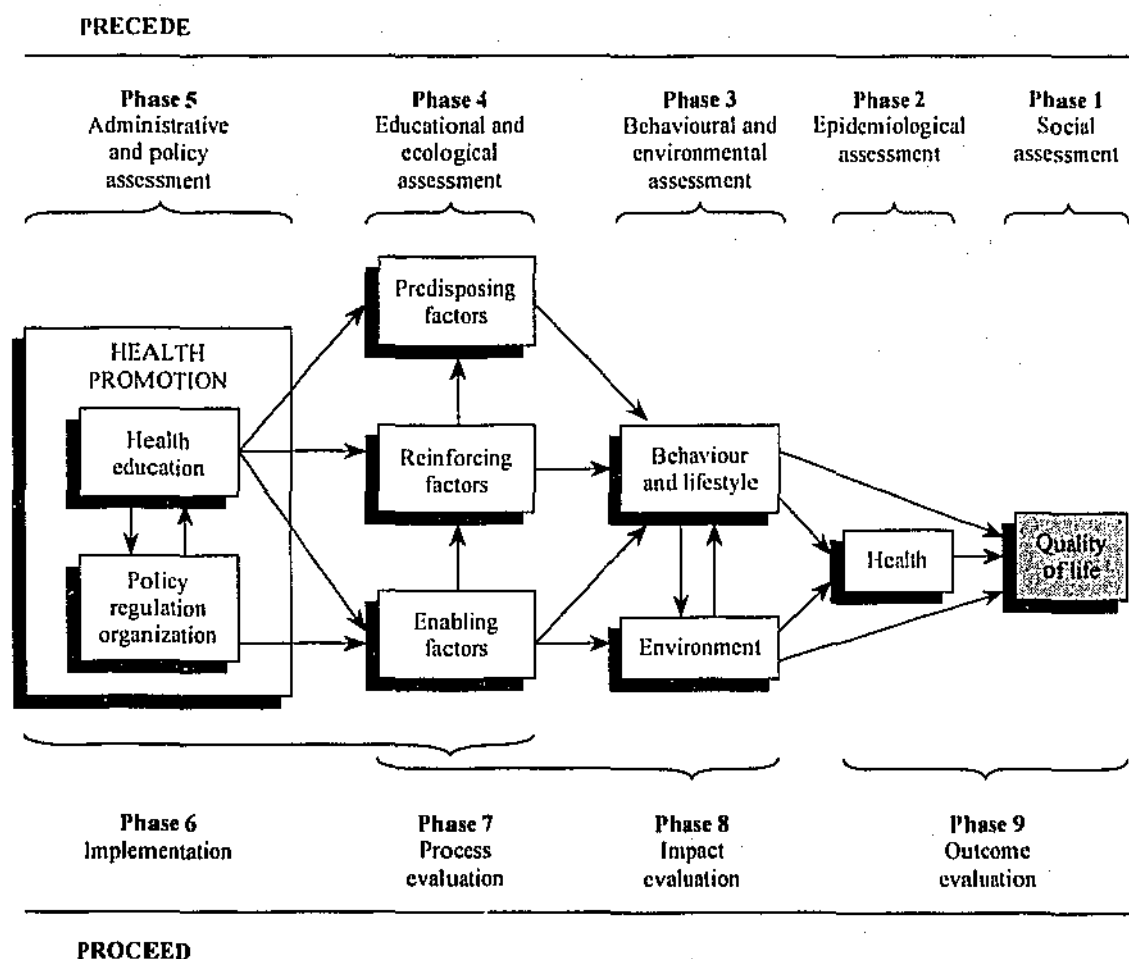 PRECEDE
Phase 5
Administrative
and policy
assessment
Phase 4
Educational and
ecological
assessment
Phase 3
Behavioural and
environmental
assessment
Phase 2
Epidemiological
assessment
Phase 1
Social
assessment
HEALTH
PROMOTION
Health
education
Policy
regulation
organization
Predisposing
factors
Reinforcing
factors
Enabling
factors
Behaviour
and lifestyle
Environment
Health
Quality
of life
Phase 6
Implementation
Phase 7
Process
evaluation
Phase 8
Impact
evaluation
Phase 9
Outcome
evaluation
PROCEED